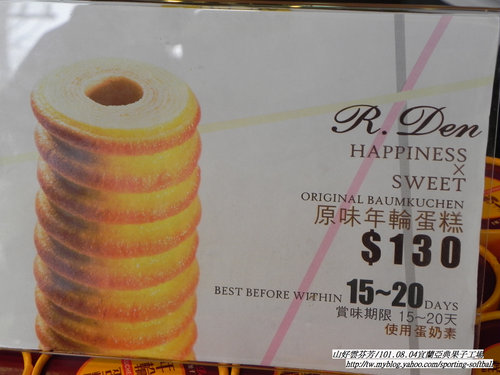 R. Den
HAPPINESS
×
SWEET
ORIGINAL BAUMKUCHEN
原味年輪蛋糕
$130
BEST BEFORE WITHIN 15~20 DAYS
賞味期限 15~20天
使用蛋奶素
山好雲芬芳/101.08.04宜蘭亞典果子工場
http://tw.myblog.yahoo.com/sporting-softball